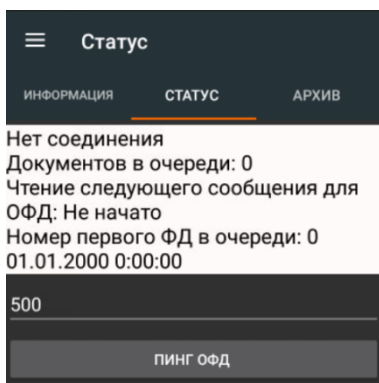 Статус
ИНФОРМАЦИЯ СТАТУС АРХИВ
Нет соединения
Документов в очереди: 0
Чтение следующего сообщения для
ОФД: Не начато
Номер первого ФД в очереди: 0
01.01.2000 0:00:00
500
ПИНГ ОФД